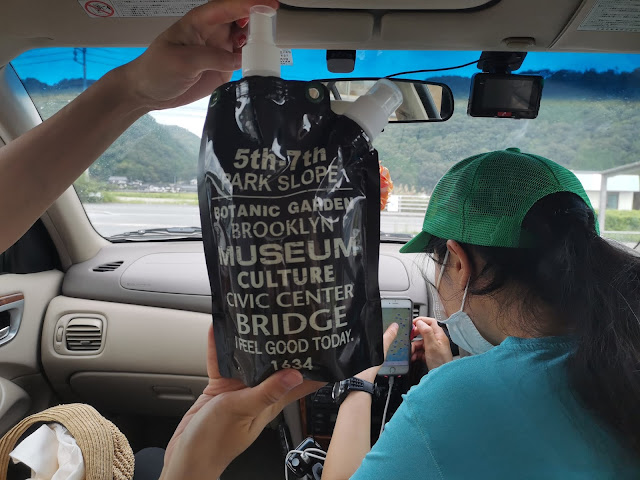 5th-7th
PARK SLOPE
BOTANIC GARDEN
BROOKLYN
MUSEUM
CULTURE
CIVIC CENTER
BRIDGE
I FEEL GOOD TODAY.
1634